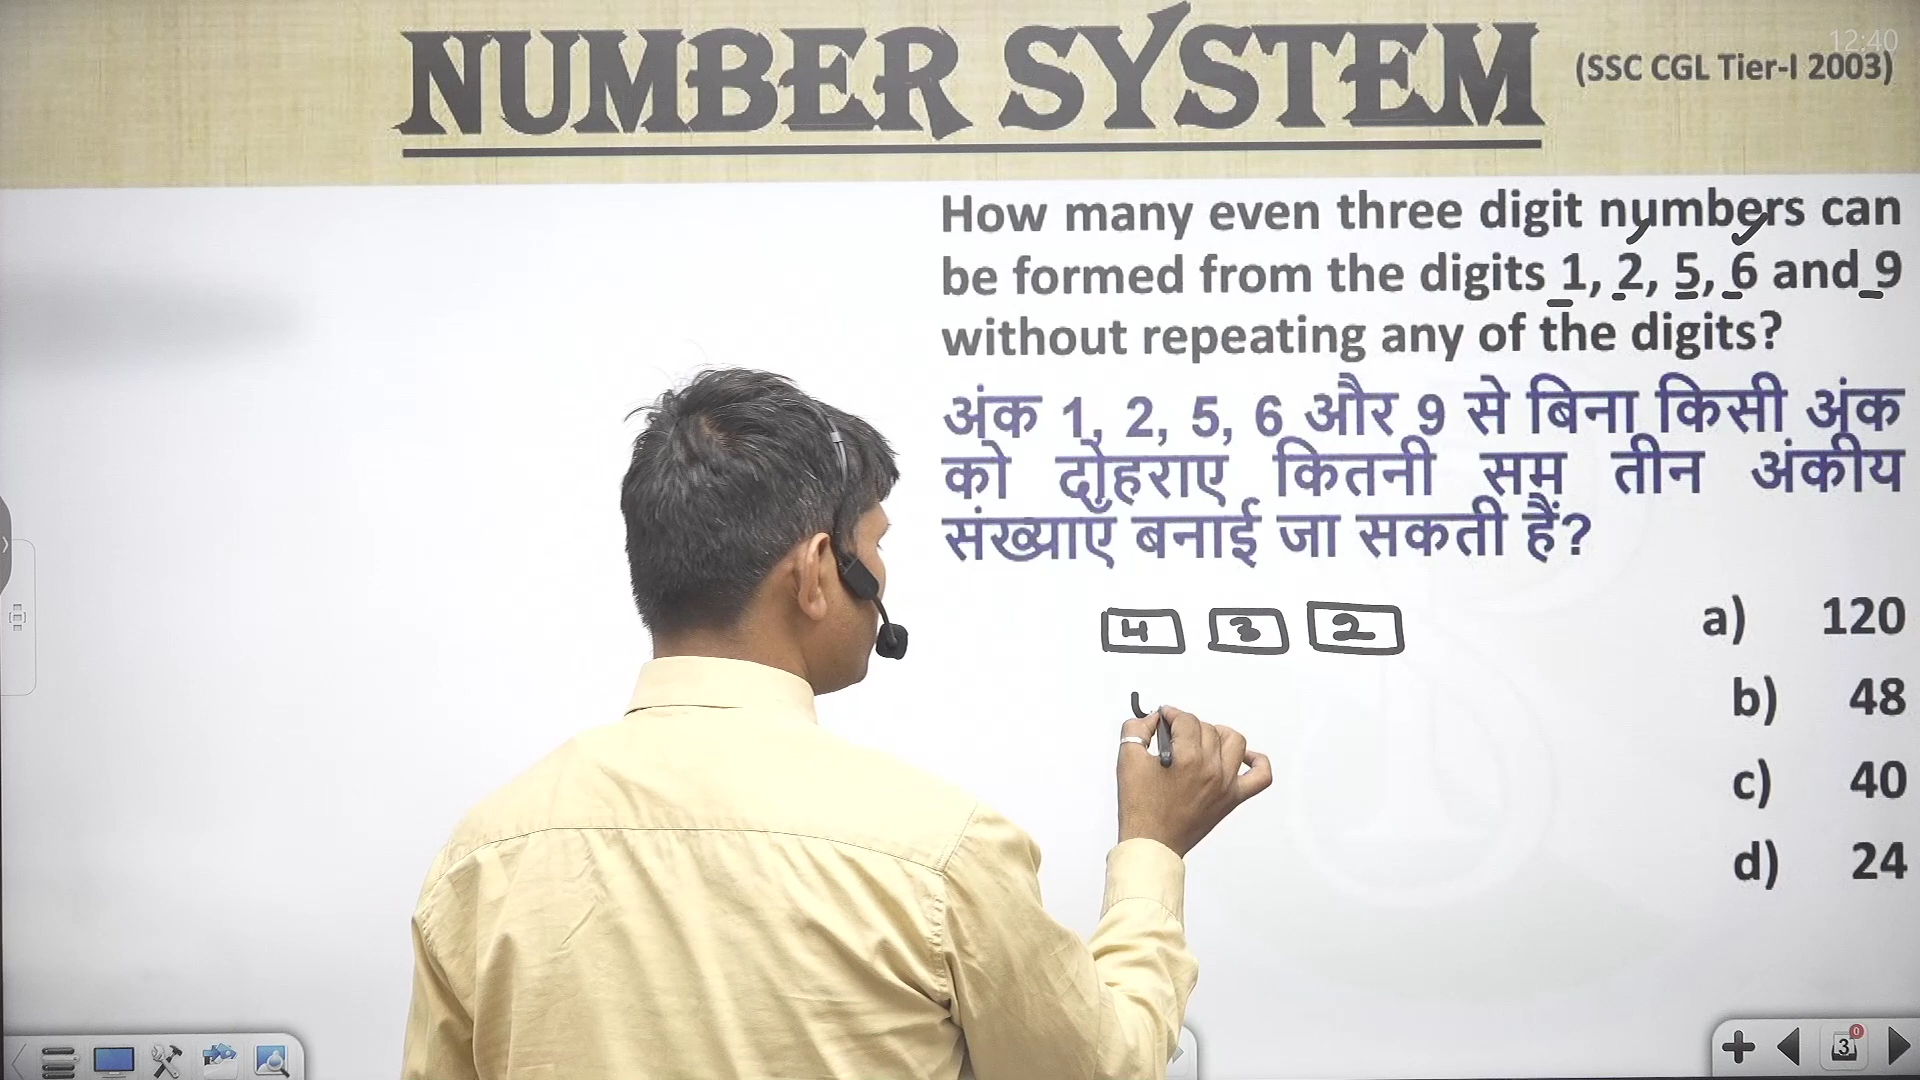 12:40
NUMBER SYSTEM
(SSC CGL Tier-I 2003)
How many even three digit numbers can
be formed from the digits 1, 2, 5, 6 and 9
without repeating any of the digits?
अंक 1, 2, 5, 6 और 9 से बिना किसी अंक
को दोहराए कितनी सम तीन अंकीय
संख्याएँ बनाई जा सकती हैं?
4 3 2
a) 120
b) 48
c) 40
d) 24
3
0